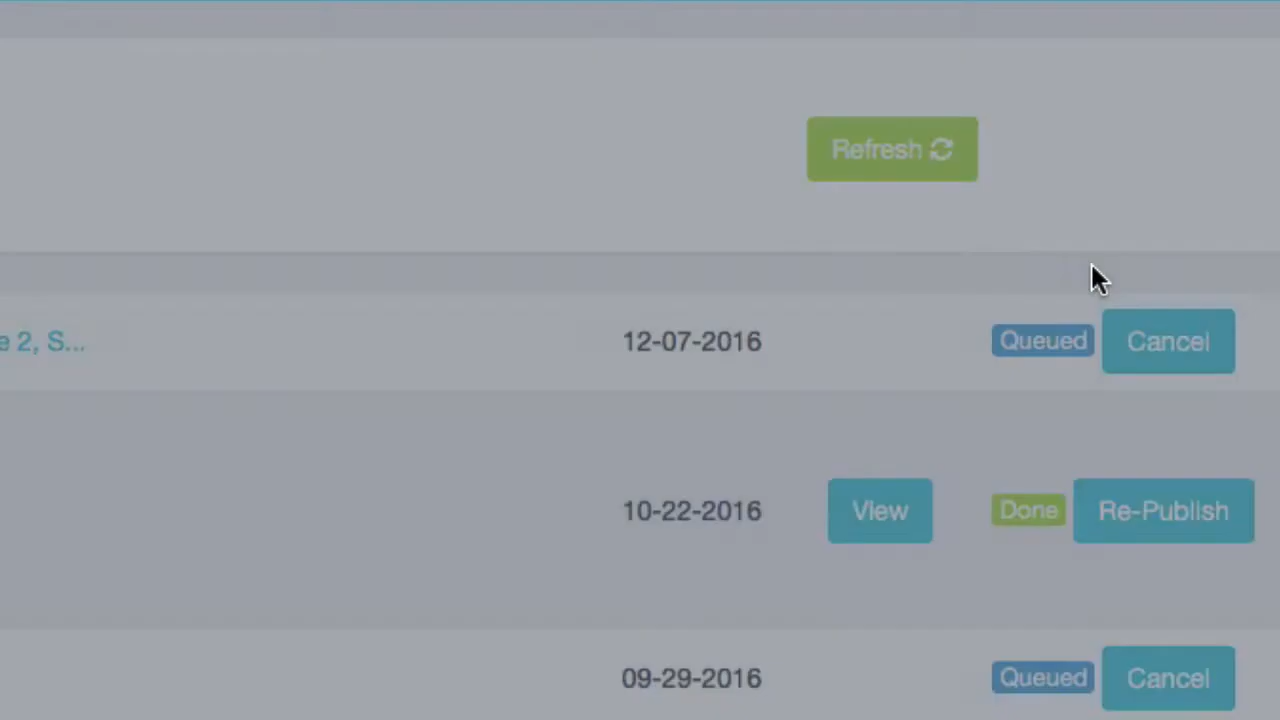 Refresh
e 2, S... 12-07-2016 Queued Cancel
10-22-2016 View Done Re-Publish
09-29-2016 Queued Cancel